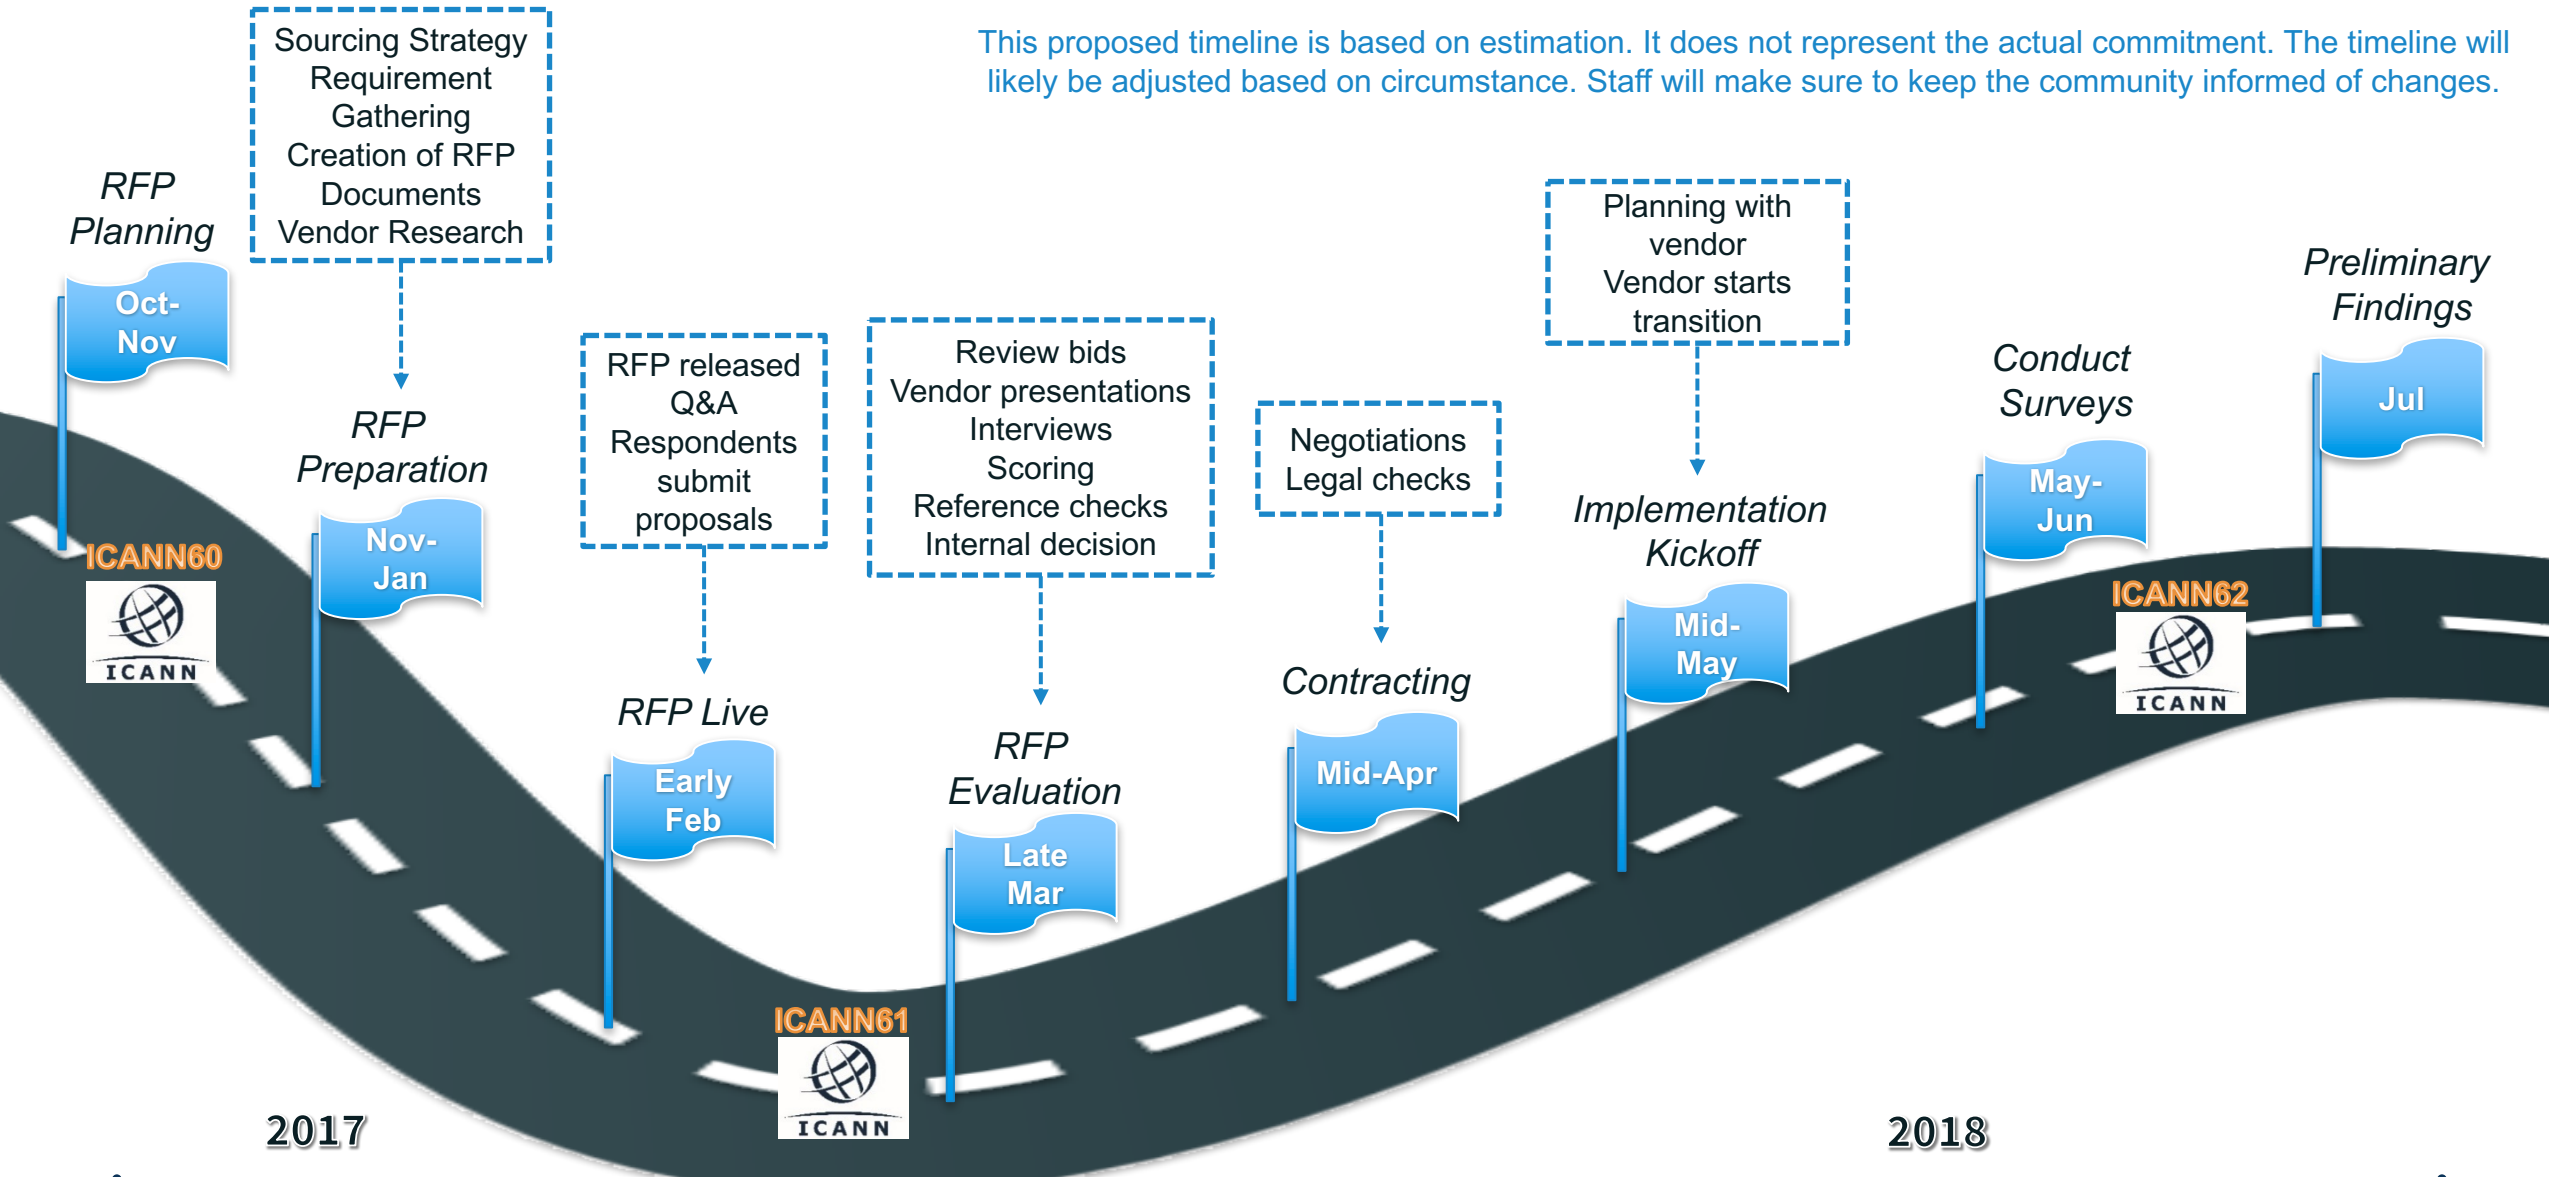 This proposed timeline is based on estimation. It does not represent the actual commitment. The timeline will
likely be adjusted based on circumstance. Staff will make sure to keep the community informed of changes.
RFP
Planning
Oct-
Nov
ICANN60
ICANN
Sourcing Strategy
Requirement
Gathering
Creation of RFP
Documents
Vendor Research
RFP
Preparation
Nov-
Jan
RFP released
Q&A
Respondents
submit
proposals
RFP Live
Early
Feb
ICANN61
ICANN
Review bids
Vendor presentations
Interviews
Scoring
Reference checks
Internal decision
RFP
Evaluation
Late
Mar
Negotiations
Legal checks
Contracting
Mid-Apr
Planning with
vendor
Vendor starts
transition
Implementation
Kickoff
Mid-
May
Conduct
Surveys
May-
Jun
ICANN62
ICANN
Preliminary
Findings
Jul
2017
2018